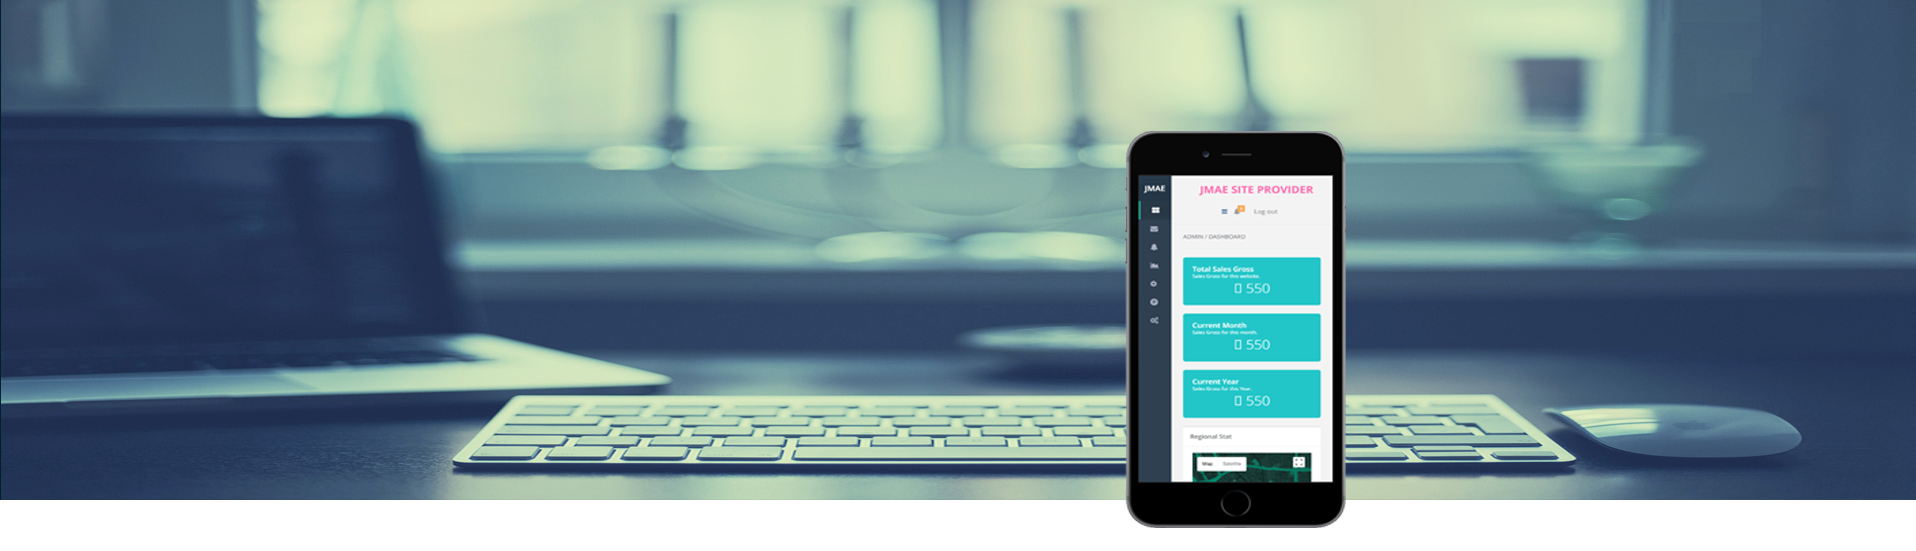 JMAE
JMAE SITE PROVIDER
Log out
ADMIN / DASHBOARD
Total Sales Gross
Sales Gross for this website.
▯ 550
Current Month
Sales Gross for this month.
▯ 550
Current Year
Sales Gross for this Year.
▯ 550
Regional Stat
Map
Satellite